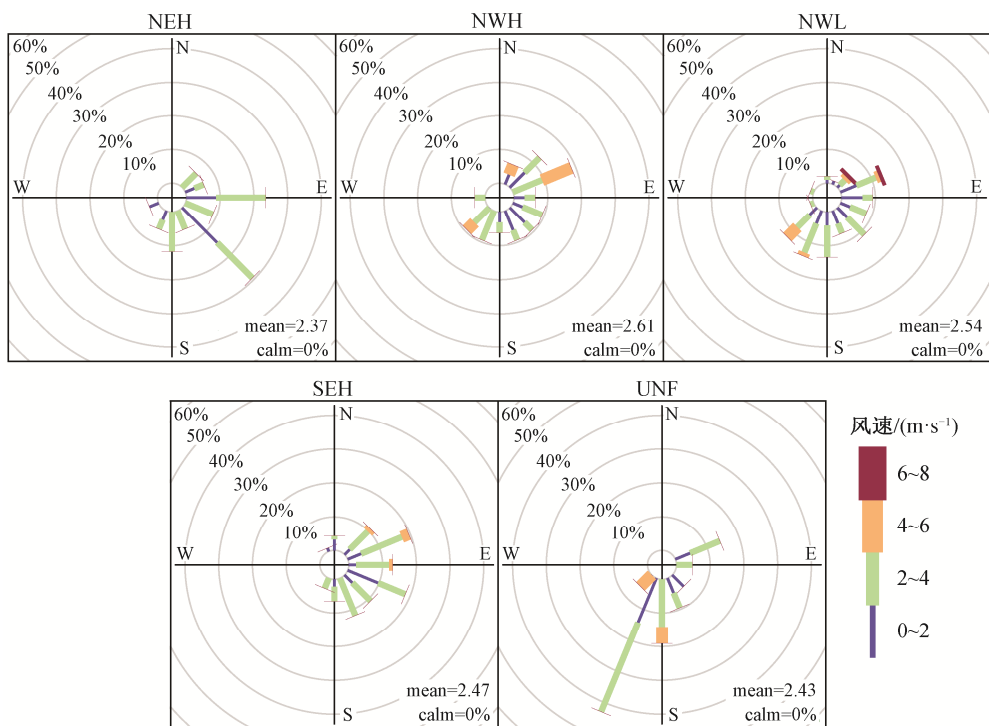 NEH
60%
50%
40%
30%
20%
10%
N
W
E
S
mean=2.37
calm=0%
NWH
60%
50%
40%
30%
20%
10%
N
W
E
S
mean=2.61
calm=0%
NWL
60%
50%
40%
30%
20%
10%
N
W
E
S
mean=2.54
calm=0%
SEH
60%
50%
40%
30%
20%
10%
N
W
E
S
mean=2.47
calm=0%
UNF
60%
50%
40%
30%
20%
10%
N
W
E
S
mean=2.43
calm=0%
风速/(m·s⁻¹)
6~8
4~6
2~4
0~2